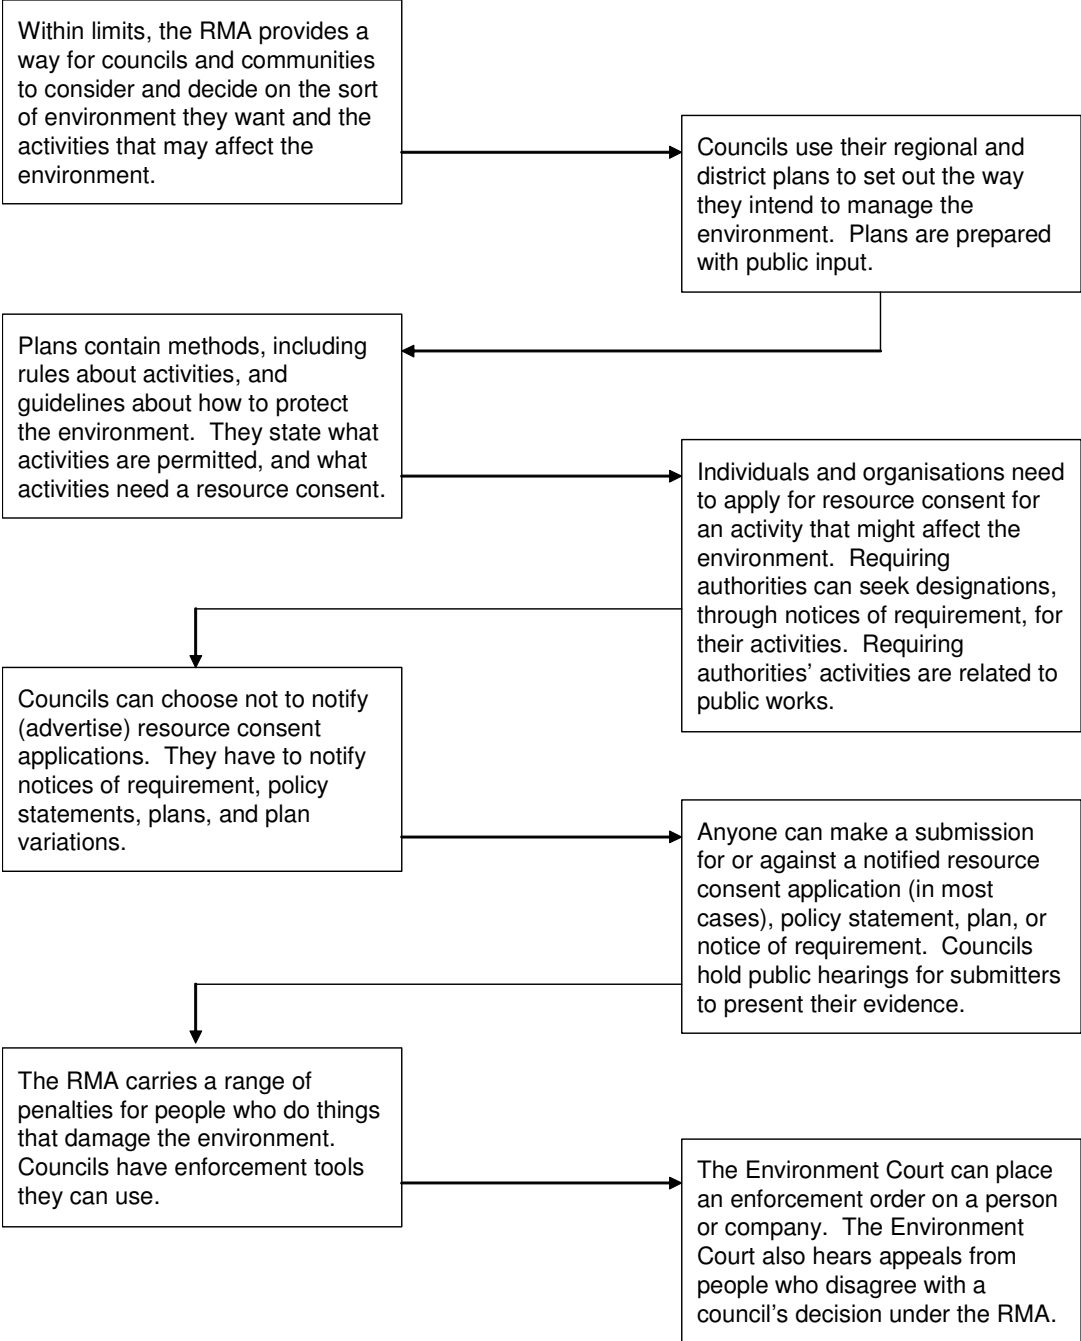 Within limits, the RMA provides a
way for councils and communities
to consider and decide on the sort
of environment they want and the
activities that may affect the
environment.
Councils use their regional and
district plans to set out the way
they intend to manage the
environment.  Plans are prepared
with public input.
Plans contain methods, including
rules about activities, and
guidelines about how to protect
the environment.  They state what
activities are permitted, and what
activities need a resource consent.
Individuals and organisations need
to apply for resource consent for
an activity that might affect the
environment.  Requiring
authorities can seek designations,
through notices of requirement, for
their activities.  Requiring
authorities’ activities are related to
public works.
Councils can choose not to notify
(advertise) resource consent
applications.  They have to notify
notices of requirement, policy
statements, plans, and plan
variations.
Anyone can make a submission
for or against a notified resource
consent application (in most
cases), policy statement, plan, or
notice of requirement.  Councils
hold public hearings for submitters
to present their evidence.
The RMA carries a range of
penalties for people who do things
that damage the environment.
Councils have enforcement tools
they can use.
The Environment Court can place
an enforcement order on a person
or company.  The Environment
Court also hears appeals from
people who disagree with a
council’s decision under the RMA.